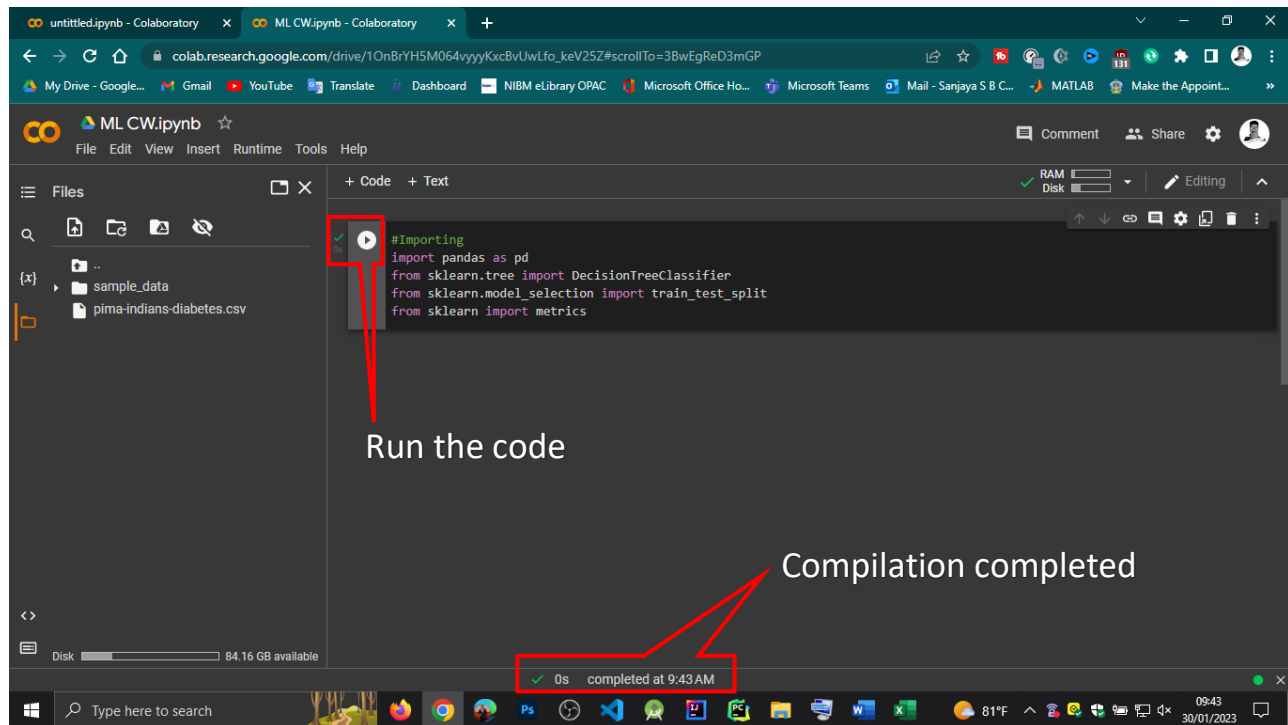 untittled.ipynb - Colaboratory
ML CW.ipynb - Colaboratory
colab.research.google.com/drive/1OnBrYH5M064vyyyKxcBvUwLfo_keV25Z#scrollTo=3BwEgReD3mGP
131
My Drive - Google... Gmail YouTube Translate Dashboard NIBM eLibrary OPAC Microsoft Office Ho... Microsoft Teams Mail - Sanjaya S B C... MATLAB Make the Appoint... »
CO ML CW.ipynb
Comment Share
File Edit View Insert Runtime Tools Help
Files
+ Code + Text
RAM
Disk
Editing
{x}
..
sample_data
pima-indians-diabetes.csv
0s
#Importing
import pandas as pd
from sklearn.tree import DecisionTreeClassifier
from sklearn.model_selection import train_test_split
from sklearn import metrics
Run the code
Compilation completed
<>
Disk 84.16 GB available
0s completed at 9:43 AM
Type here to search
Ps
PC
W
X
81°F
09:43
30/01/2023